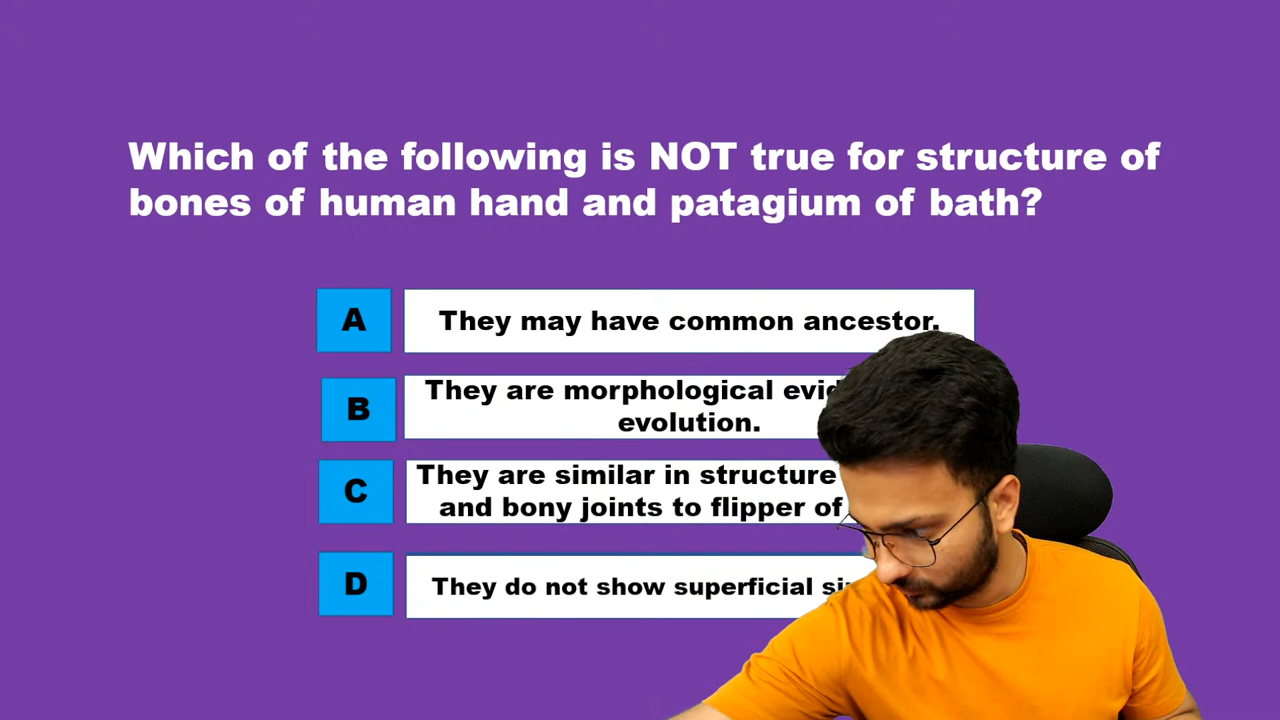 Which of the following is NOT true for structure of
bones of human hand and patagium of bath?
A
They may have common ancestor.
B
They are morphological
evolution.
C
They are similar in structure
and bony joints to flipper of
D
They do not show superficial